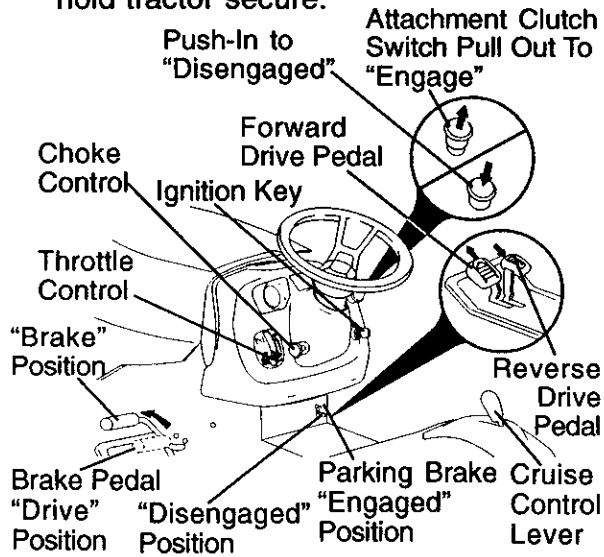 hold tractor secure.
Attachment Clutch
Switch Pull Out To
"Engage"
Push-In to
"Disengaged"
Forward
Drive Pedal
Choke
Control
Ignition Key
Throttle
Control
"Brake"
Position
Reverse
Drive
Pedal
Brake Pedal
"Drive"
Position
"Disengaged"
Position
Parking Brake
"Engaged"
Position
Cruise
Control
Lever